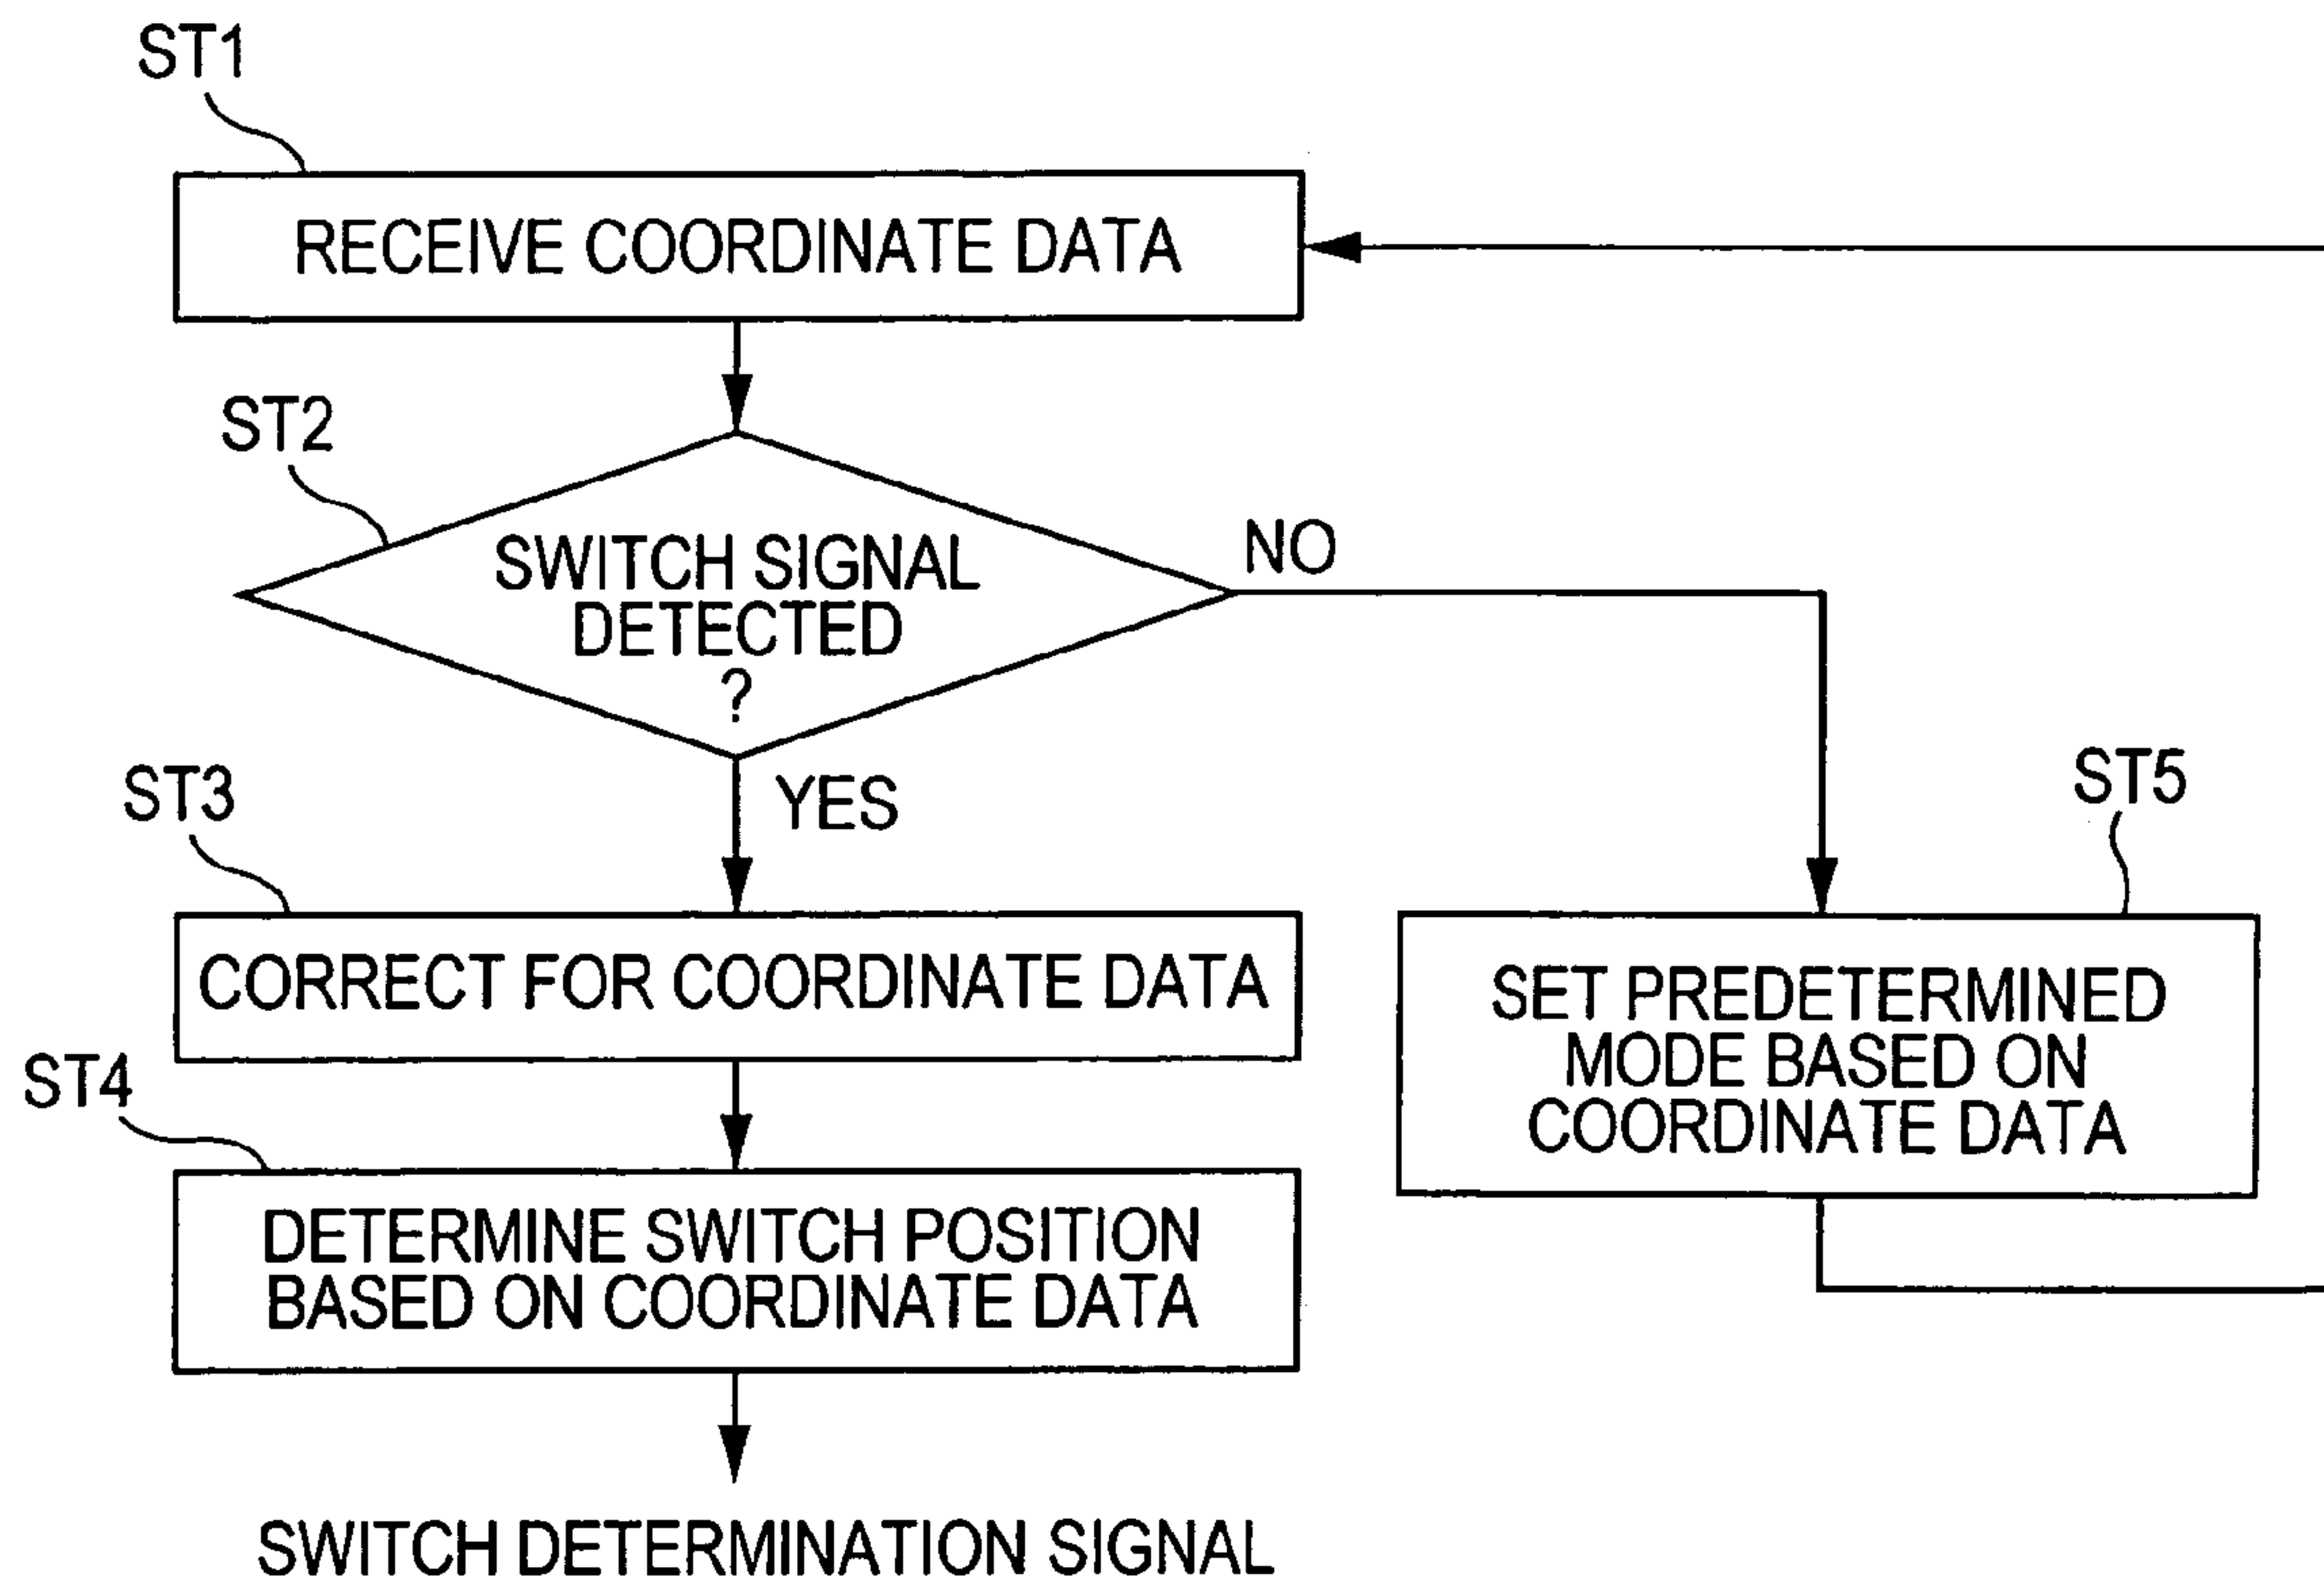 ST1
RECEIVE COORDINATE DATA
ST2
SWITCH SIGNAL
DETECTED
?
NO
YES
ST3
CORRECT FOR COORDINATE DATA
ST4
DETERMINE SWITCH POSITION
BASED ON COORDINATE DATA
ST5
SET PREDETERMINED
MODE BASED ON
COORDINATE DATA
SWITCH DETERMINATION SIGNAL